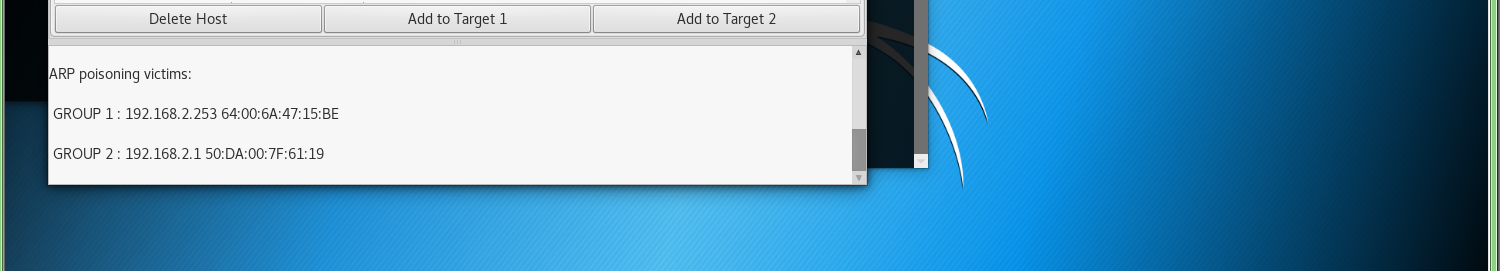 Delete Host Add to Target 1 Add to Target 2
ARP poisoning victims:
GROUP 1 : 192.168.2.253 64:00:6A:47:15:BE
GROUP 2 : 192.168.2.1 50:DA:00:7F:61:19